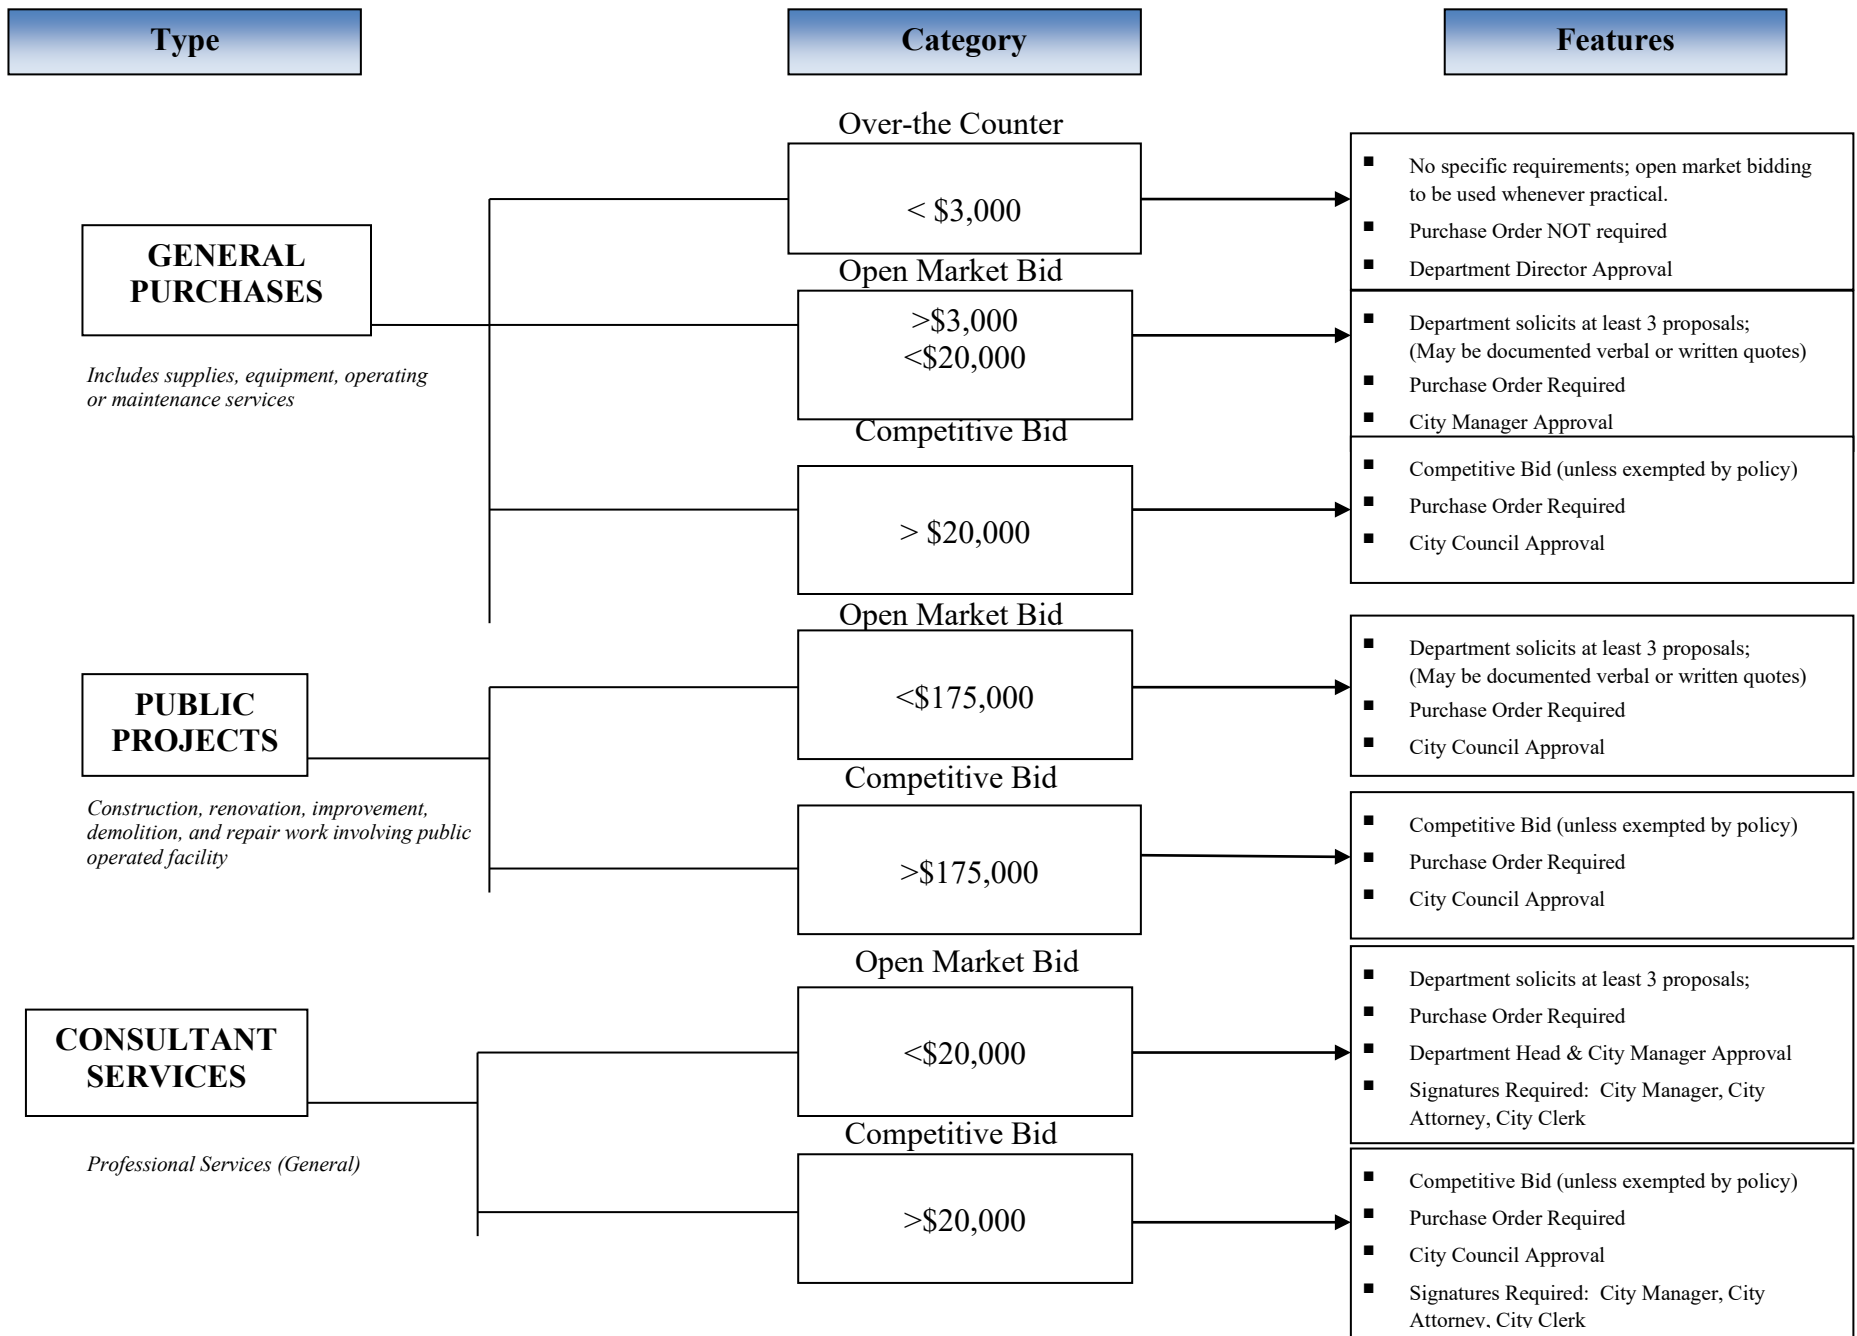 Type
Category
Features
Over-the Counter
< $3,000
No specific requirements; open market bidding
to be used whenever practical.
Purchase Order NOT required
Department Director Approval
GENERAL
PURCHASES
Includes supplies, equipment, operating
or maintenance services
Open Market Bid
>$3,000
<$20,000
Department solicits at least 3 proposals;
(May be documented verbal or written quotes)
Purchase Order Required
City Manager Approval
Competitive Bid
> $20,000
Competitive Bid (unless exempted by policy)
Purchase Order Required
City Council Approval
PUBLIC
PROJECTS
Construction, renovation, improvement,
demolition, and repair work involving public
operated facility
Open Market Bid
<$175,000
Department solicits at least 3 proposals;
(May be documented verbal or written quotes)
Purchase Order Required
City Council Approval
Competitive Bid
>$175,000
Competitive Bid (unless exempted by policy)
Purchase Order Required
City Council Approval
CONSULTANT
SERVICES
Professional Services (General)
Open Market Bid
<$20,000
Department solicits at least 3 proposals;
Purchase Order Required
Department Head & City Manager Approval
Signatures Required:  City Manager, City
Attorney, City Clerk
Competitive Bid
>$20,000
Competitive Bid (unless exempted by policy)
Purchase Order Required
City Council Approval
Signatures Required:  City Manager, City
Attorney, City Clerk